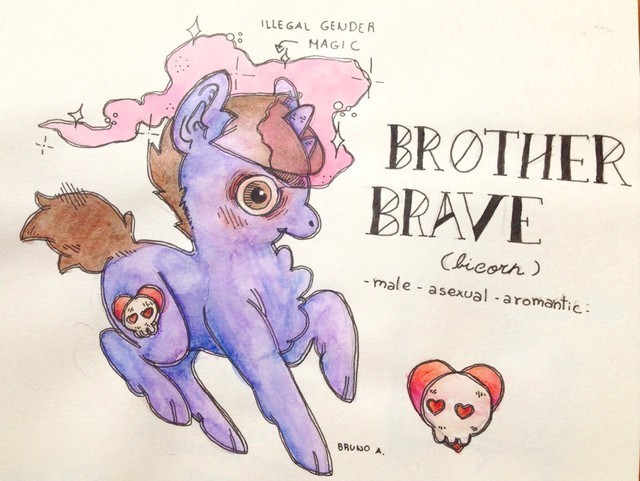 ILLEGAL GENDER
MAGIC
BRØTHER
BRAVE
(bicorn)
-male-asexual-aromantic-
BRUNO A.